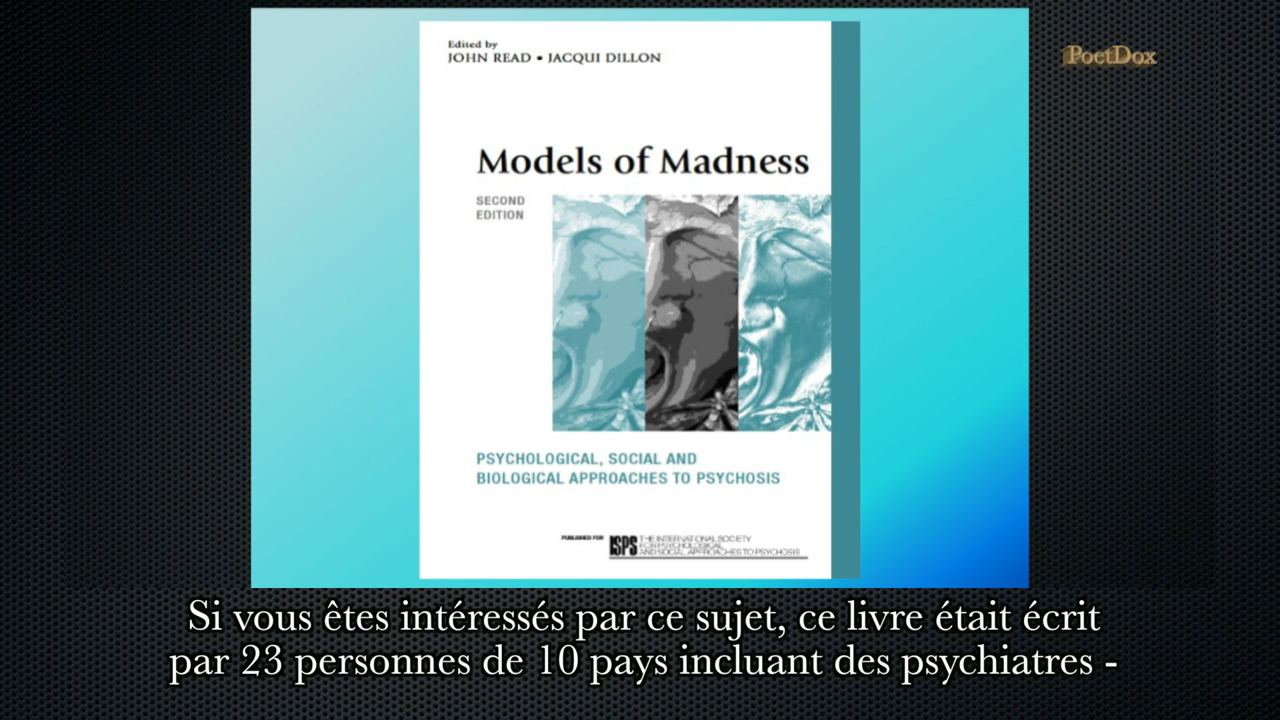 Edited by
JOHN READ • JACQUI DILLON
PoetDox
Models of Madness
SECOND
EDITION
PSYCHOLOGICAL, SOCIAL AND
BIOLOGICAL APPROACHES TO PSYCHOSIS
PUBLISHED FOR
ISPS
THE INTERNATIONAL SOCIETY
FOR PSYCHOLOGICAL
AND SOCIAL APPROACHES TO PSYCHOSIS
Si vous êtes intéressés par ce sujet, ce livre était écrit
par 23 personnes de 10 pays incluant des psychiatres -